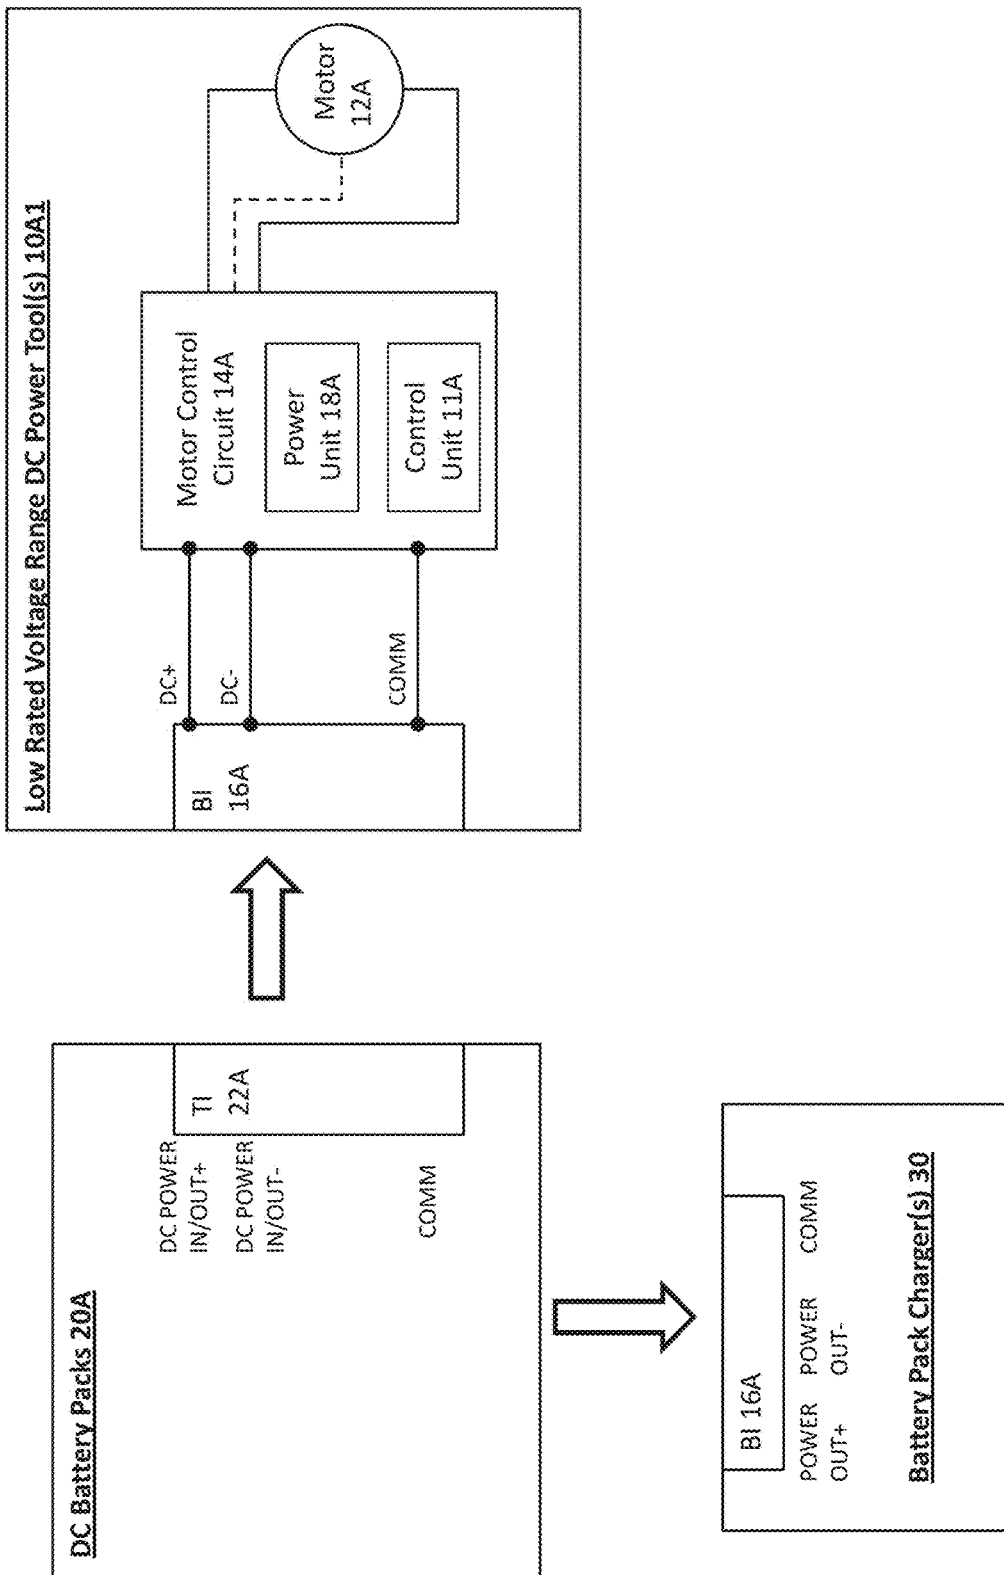 Low Rated Voltage Range DC Power Tool(s) 10A1
Motor
12A
Motor Control
Circuit 14A
Power
Unit 18A
Control
Unit 11A
DC+
DC-
COMM
BI
16A
DC Battery Packs 20A
TI
22A
DC POWER
IN/OUT+
DC POWER
IN/OUT-
COMM
BI 16A
POWER
OUT+
POWER
OUT-
COMM
Battery Pack Charger(s) 30